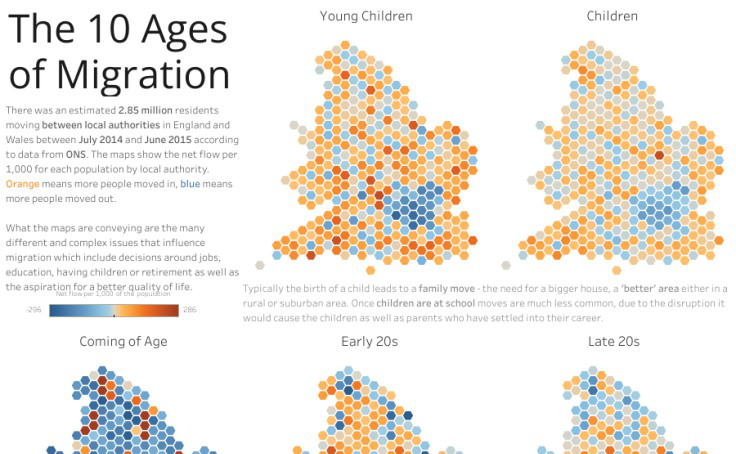 The 10 Ages
of Migration
There was an estimated 2.85 million residents
moving between local authorities in England and
Wales between July 2014 and June 2015 according
to data from ONS. The maps show the net flow per
1,000 for each population by local authority.
Orange means more people moved in, blue means
more people moved out.
What the maps are conveying are the many
different and complex issues that influence
migration which include decisions around jobs,
education, having children or retirement as well as
the aspiration for a better quality of life.
Net flow per 1,000 of the population
-296
286
Young Children
Children
Typically the birth of a child leads to a family move - the need for a bigger house, a 'better' area either in a
rural or suburban area. Once children are at school moves are much less common, due to the disruption it
would cause the children as well as parents who have settled into their career.
Coming of Age
Early 20s
Late 20s